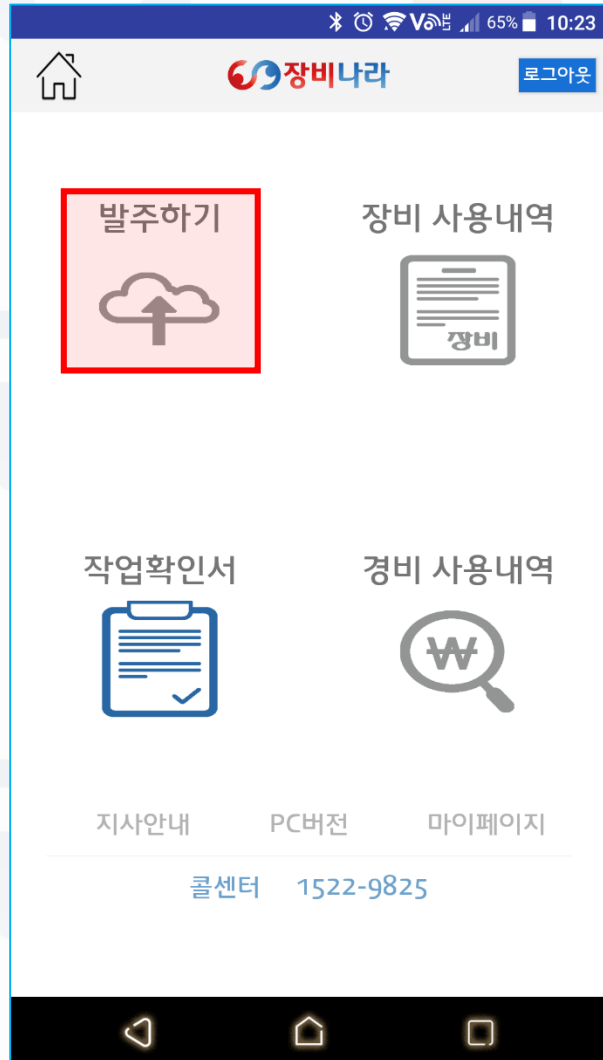 65% 10:23
장비나라
로그아웃
발주하기 장비 사용내역
장비
작업확인서 경비 사용내역
₩
지사안내 PC버전 마이페이지
콜센터 1522-9825